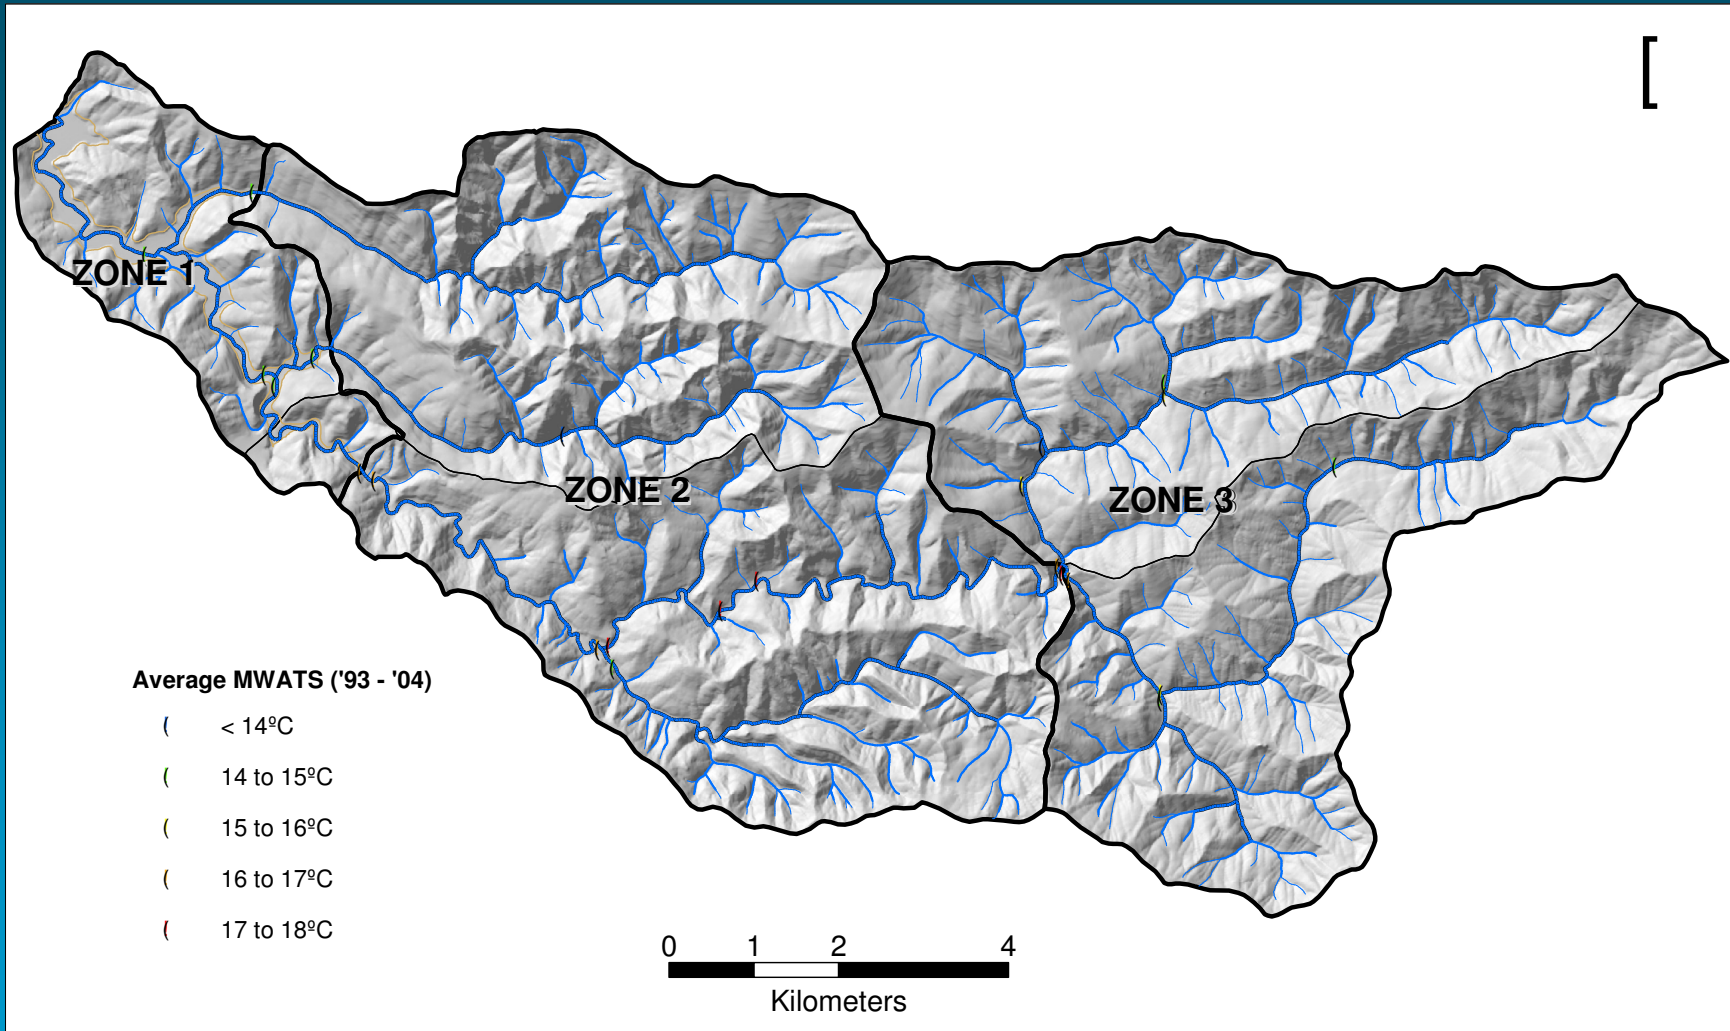 [
ZONE 1
ZONE 2
ZONE 3
Average MWATS ('93 - '04)
( < 14ºC
( 14 to 15ºC
( 15 to 16ºC
( 16 to 17ºC
( 17 to 18ºC
0 1 2 4
Kilometers